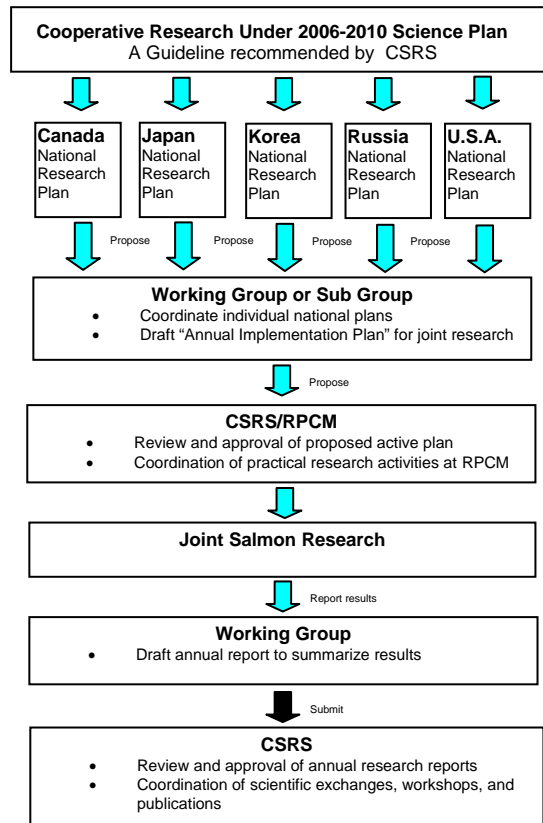 Cooperative Research Under 2006-2010 Science Plan
A Guideline recommended by CSRS
Canada
National
Research
Plan
Japan
National
Research
Plan
Korea
National
Research
Plan
Russia
National
Research
Plan
U.S.A.
National
Research
Plan
Propose
Propose
Propose
Propose
Working Group or Sub Group
• Coordinate individual national plans
• Draft “Annual Implementation Plan” for joint research
Propose
CSRS/RPCM
• Review and approval of proposed active plan
• Coordination of practical research activities at RPCM
Joint Salmon Research
Report results
Working Group
• Draft annual report to summarize results
Submit
CSRS
• Review and approval of annual research reports
• Coordination of scientific exchanges, workshops, and
publications